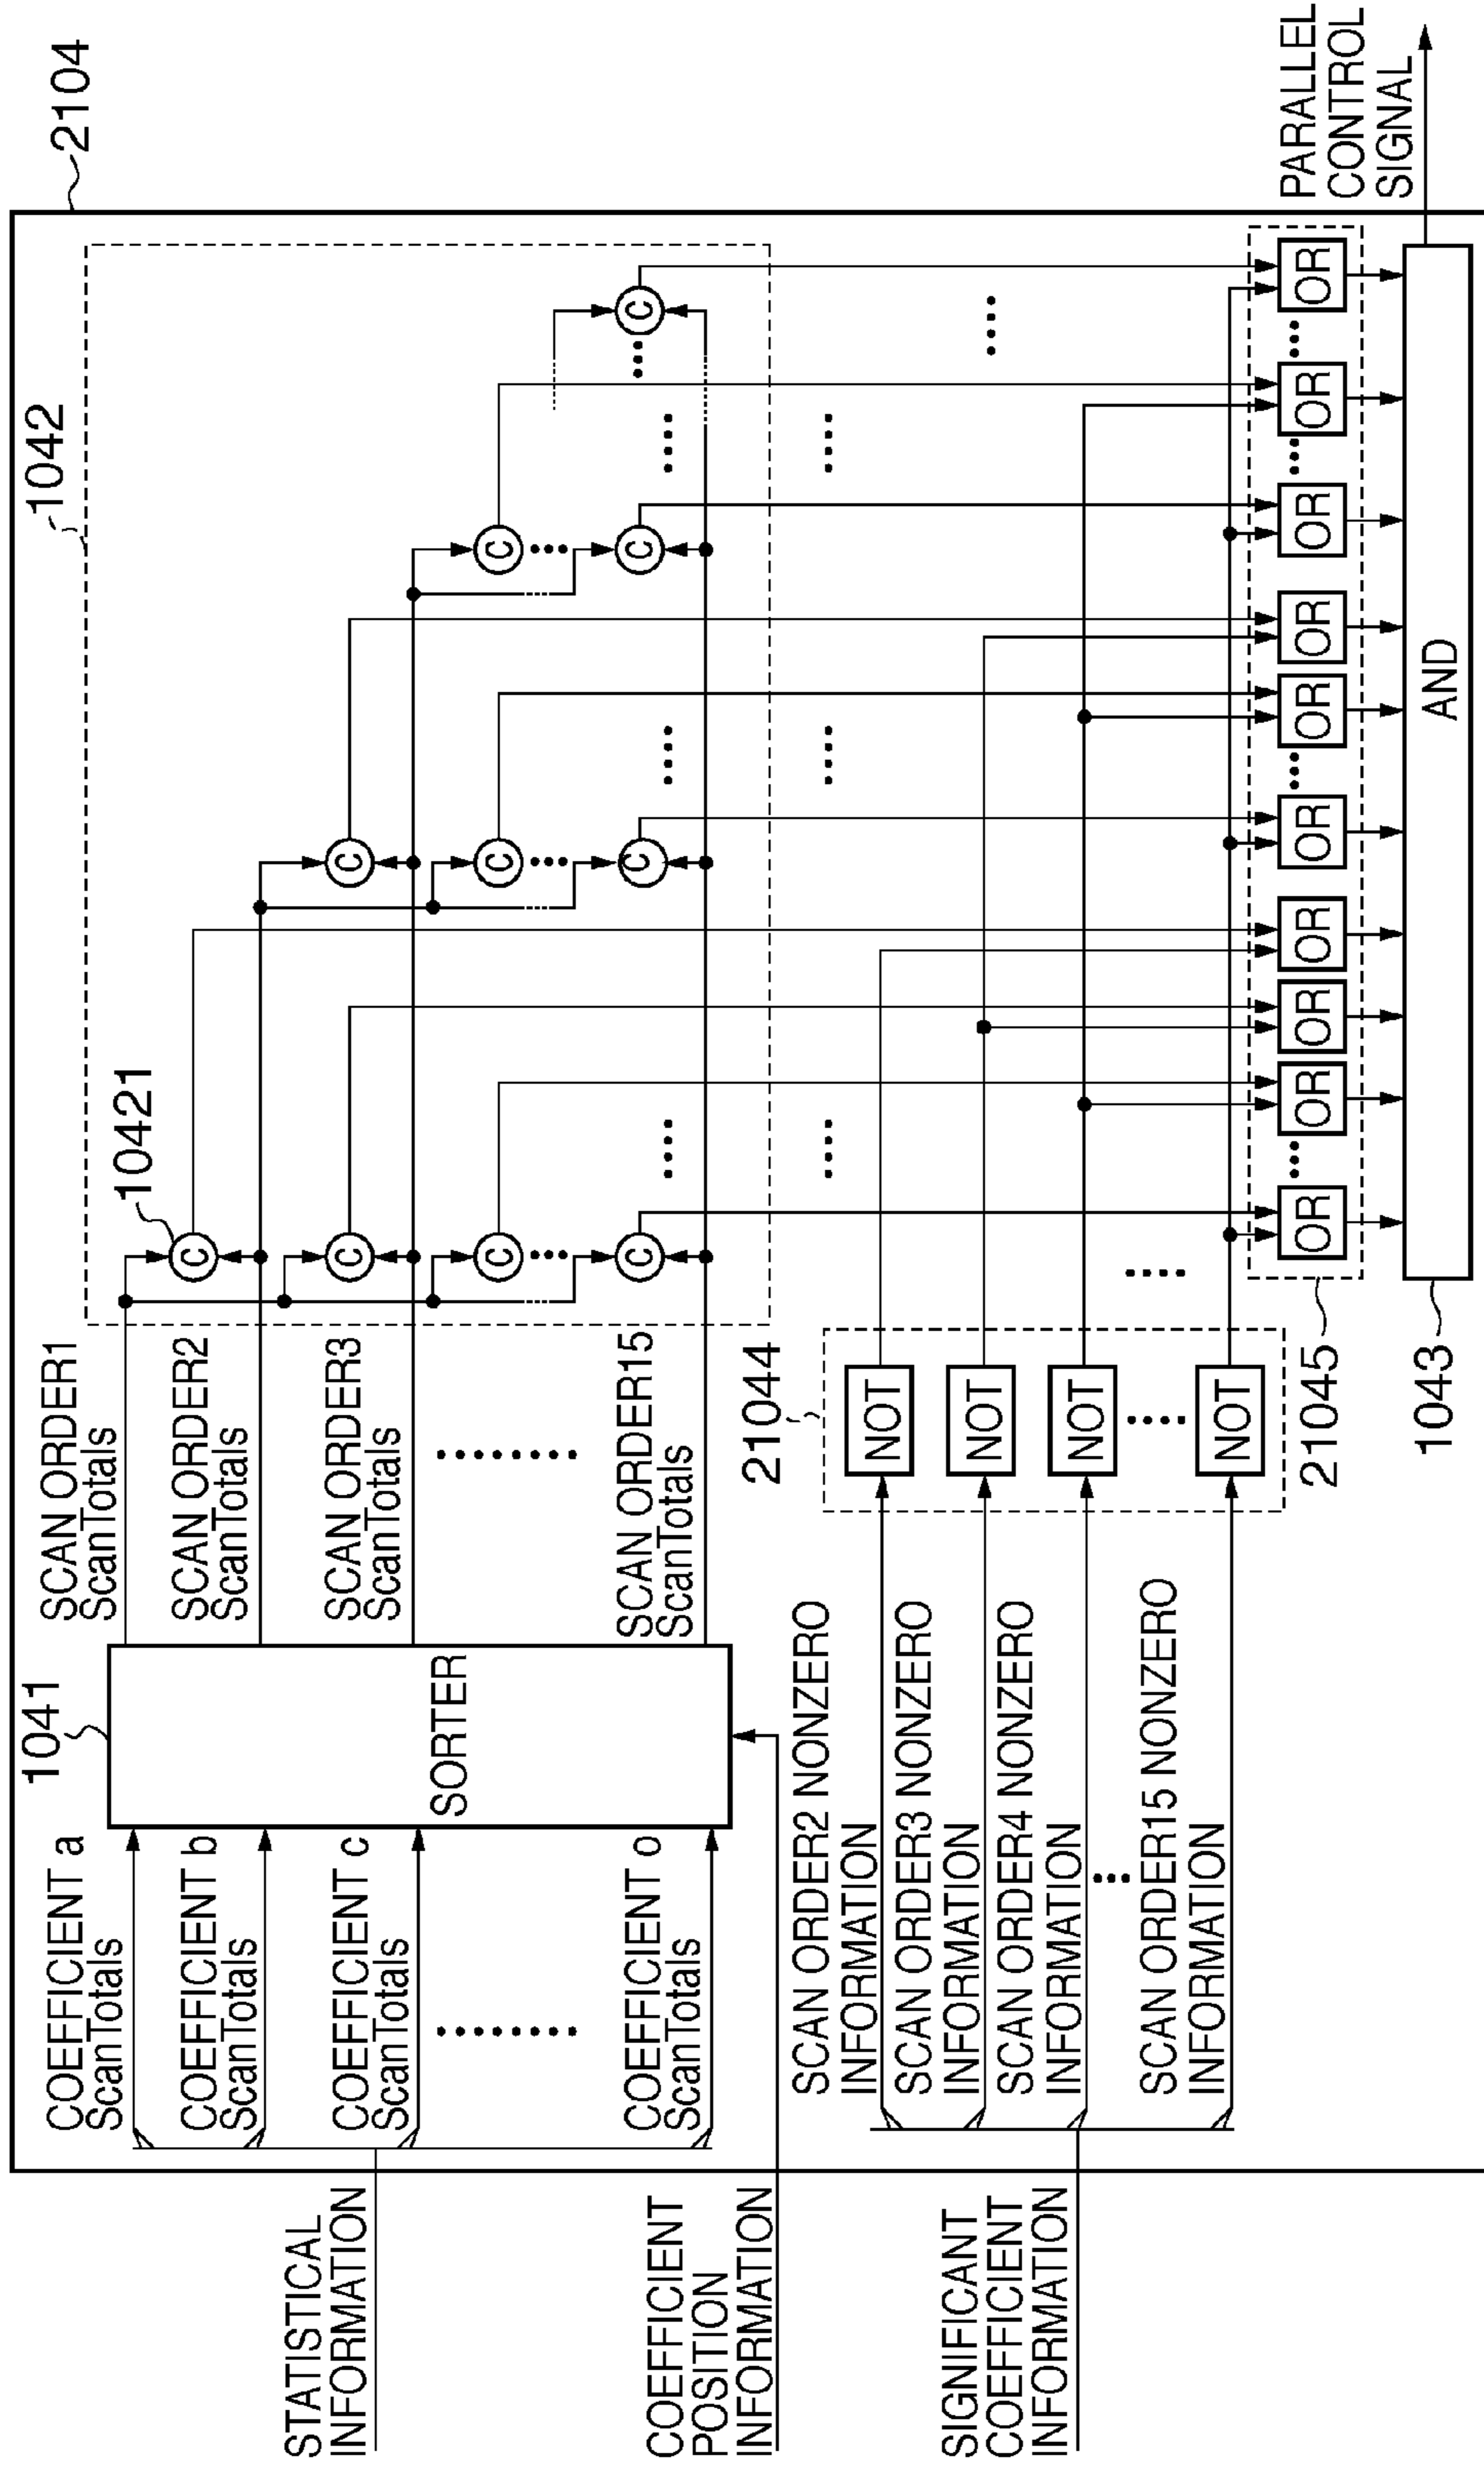 2104
1042
10421
1041
STATISTICAL
INFORMATION
COEFFICIENT a
ScanTotals
COEFFICIENT b
ScanTotals
COEFFICIENT c
ScanTotals
COEFFICIENT o
ScanTotals
SORTER
SCAN ORDER1
ScanTotals
SCAN ORDER2
ScanTotals
SCAN ORDER3
ScanTotals
SCAN ORDER15
ScanTotals
C
C
C
C
C
C
C
C
C
C
COEFFICIENT
POSITION
INFORMATION
SIGNIFICANT
COEFFICIENT
INFORMATION
SCAN ORDER2 NONZERO
INFORMATION
SCAN ORDER3 NONZERO
INFORMATION
SCAN ORDER4 NONZERO
INFORMATION
SCAN ORDER15 NONZERO
INFORMATION
21044
NOT
NOT
NOT
NOT
21045
OR
OR
OR
OR
OR
OR
OR
OR
OR
OR
1043
AND
PARALLEL
CONTROL
SIGNAL